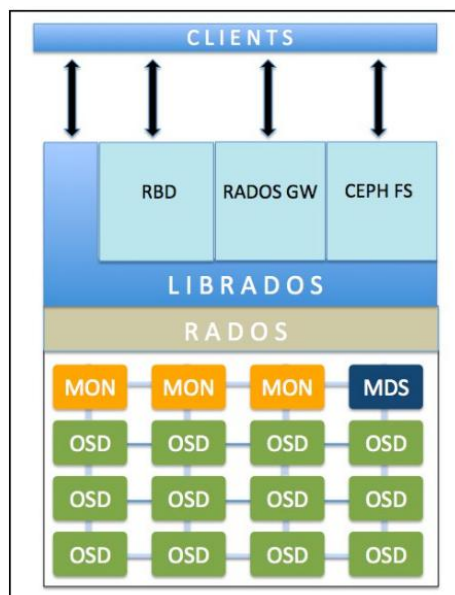 CLIENTS
RBD RADOS GW CEPH FS
LIBRADOS
RADOS
MON MON MON MDS
OSD OSD OSD OSD
OSD OSD OSD OSD
OSD OSD OSD OSD